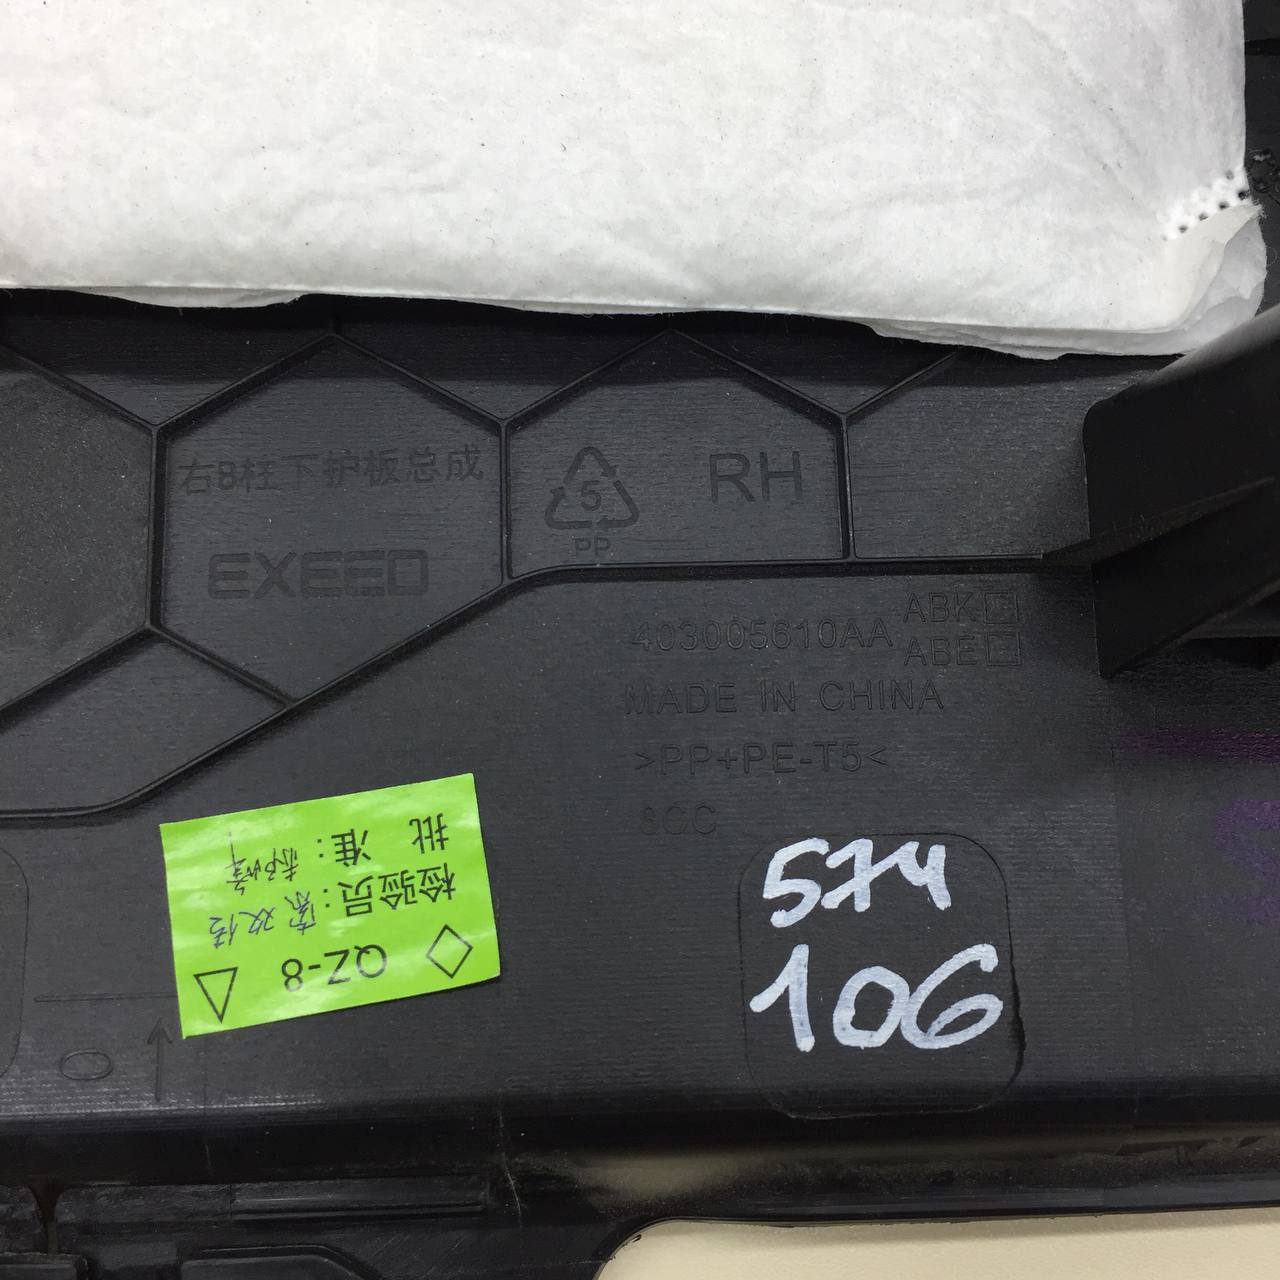 右B柱下护板总成
EXEED
5
PP
RH
403005610AA
ABK
ABE
MADE IN CHINA
>PP+PE-T5<
SQC
574
106
QZ-8
检验员:
批 准: